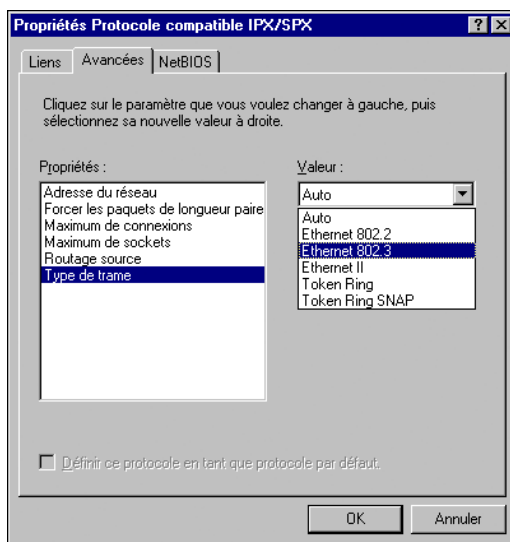 Propriétés Protocole compatible IPX/SPX
Liens
Avancées
NetBIOS
Cliquez sur le paramètre que vous voulez changer à gauche, puis
sélectionnez sa nouvelle valeur à droite.
Propriétés :
Adresse du réseau
Forcer les paquets de longueur paire
Maximum de connexions
Maximum de sockets
Routage source
Type de trame
Valeur :
Auto
Auto
Ethernet 802.2
Ethernet 802.3
Ethernet II
Token Ring
Token Ring SNAP
Définir ce protocole en tant que protocole par défaut.
OK
Annuler